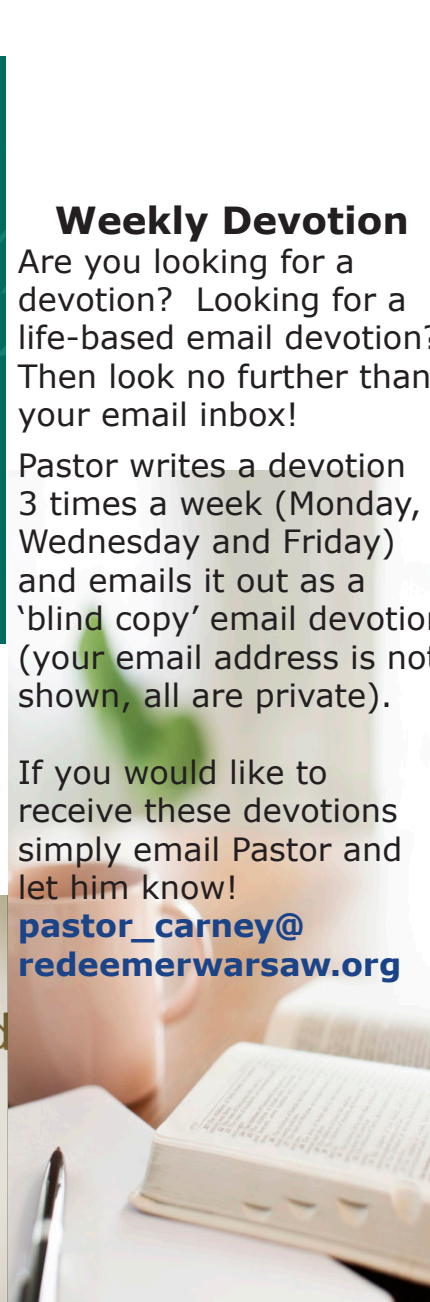 Weekly Devotion
Are you looking for a
devotion? Looking for a
life-based email devotion?
Then look no further than
your email inbox!
Pastor writes a devotion
3 times a week (Monday,
Wednesday and Friday)
and emails it out as a
‘blind copy’ email devotion
(your email address is not
shown, all are private).
If you would like to
receive these devotions
simply email Pastor and
let him know!
pastor_carney@
redeemerwarsaw.org